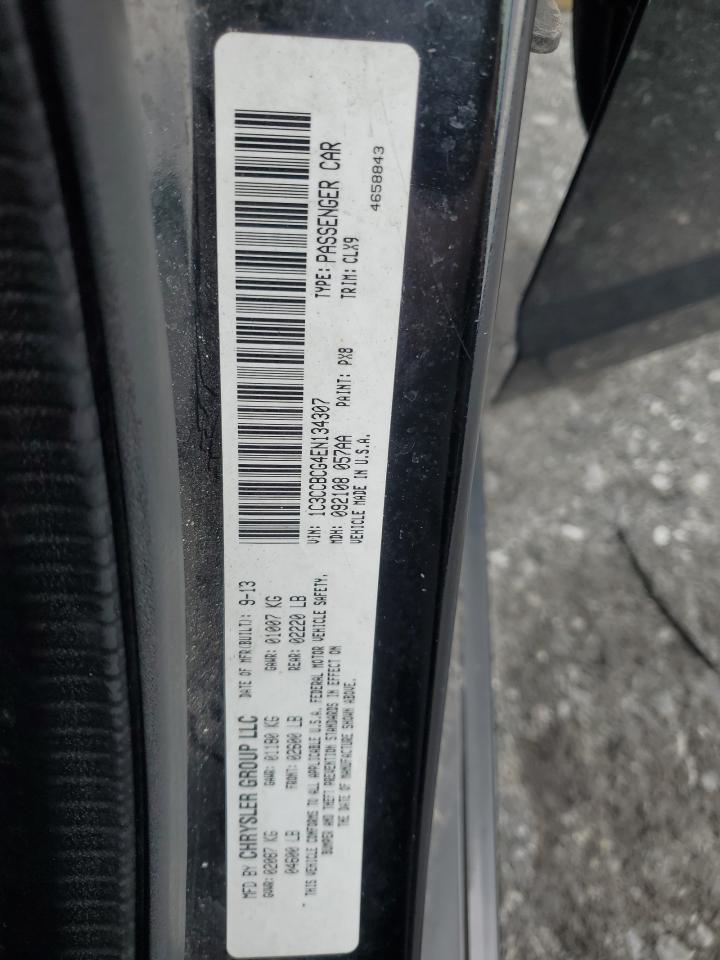 MFD BY CHRYSLER GROUP LLC DATE OF MFR(BUILT): 9-13
GVWR: 02087 KG GAWR: 01180 KG GAWR: 01007 KG
04600 LB FRONT: 02600 LB REAR: 02220 LB
THIS VEHICLE CONFORMS TO ALL APPLICABLE U.S.A. FEDERAL MOTOR VEHICLE SAFETY,
BUMPER AND THEFT PREVENTION STANDARDS IN EFFECT ON
THE DATE OF MANUFACTURE SHOWN ABOVE.
VIN: 1C3CCBCG4EN134307 TYPE: PASSENGER CAR
MDH: 092108 057AA PAINT: PX8 TRIM: CLX9
VEHICLE MADE IN U.S.A.
4658843